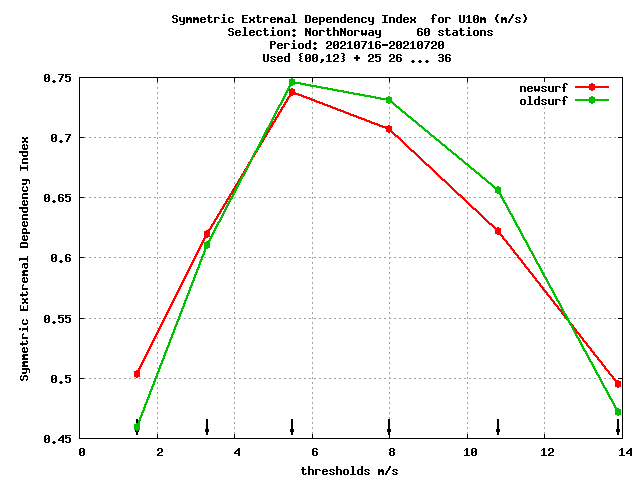 Symmetric Extremal Dependency Index  for U10m (m/s)
Selection: NorthNorway     60 stations
Period: 20210716-20210720
Used {00,12} + 25 26 ... 36
newsurf
oldsurf
Symmetric Extremal Dependency Index
0.75
0.7
0.65
0.6
0.55
0.5
0.45
0 2 4 6 8 10 12 14
thresholds m/s